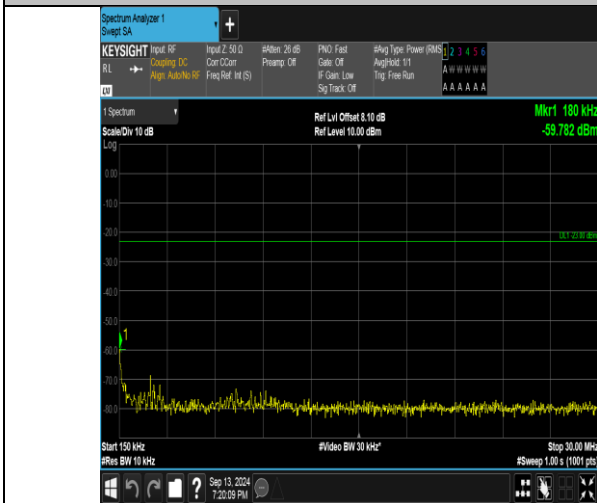 Spectrum Analyzer 1
Swept SA
+
KEYSIGHT
RL
Input: RF
Coupling: DC
Align: Auto/No RF
Input Z: 50 Ω
Corr CCorr
Freq Ref: Int (S)
#Atten: 26 dB
Preamp: Off
PNO: Fast
Gate: Off
IF Gain: Low
Sig Track: Off
#Avg Type: Power (RMS
Avg|Hold: 1/1
Trig: Free Run
1 2 3 4 5 6
A W W W W W
A A A A A A
1 Spectrum
Scale/Div 10 dB
Log
Ref Lvl Offset 8.10 dB
Ref Level 10.00 dBm
Mkr1 180 kHz
-59.782 dBm
0.00
-10.0
-20.0
DL1 -23.00 dBm
-30.0
-40.0
-50.0
1
-60.0
-70.0
-80.0
Start 150 kHz
#Res BW 10 kHz
#Video BW 30 kHz*
Stop 30.00 MHz
#Sweep 1.00 s (1001 pts)
?
Sep 13, 2024
7:20:09 PM